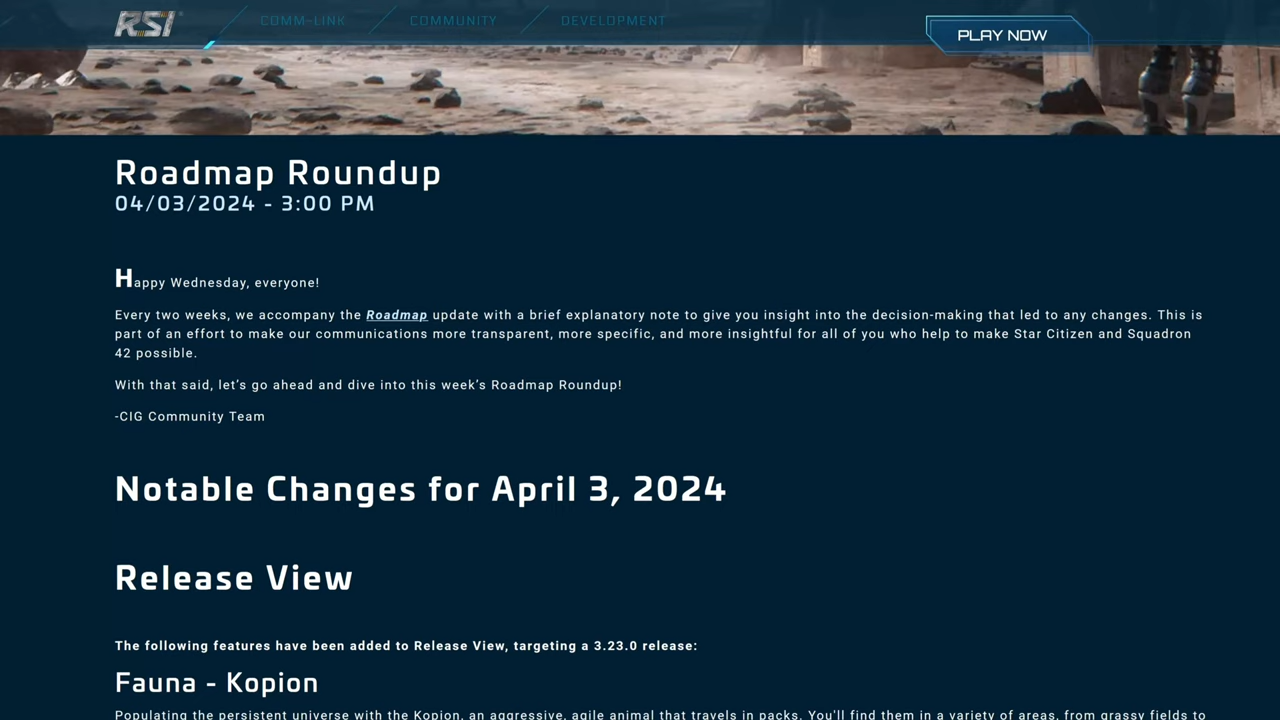 RSI COMM-LINK COMMUNITY DEVELOPMENT PLAY NOW
Roadmap Roundup
04/03/2024 - 3:00 PM
Happy Wednesday, everyone!
Every two weeks, we accompany the Roadmap update with a brief explanatory note to give you insight into the decision-making that led to any changes. This is
part of an effort to make our communications more transparent, more specific, and more insightful for all of you who help to make Star Citizen and Squadron
42 possible.
With that said, let’s go ahead and dive into this week’s Roadmap Roundup!
-CIG Community Team
Notable Changes for April 3, 2024
Release View
The following features have been added to Release View, targeting a 3.23.0 release:
Fauna - Kopion
Populating the persistent universe with the Kopion, an aggressive, agile animal that travels in packs. You'll find them in a variety of areas, from grassy fields to